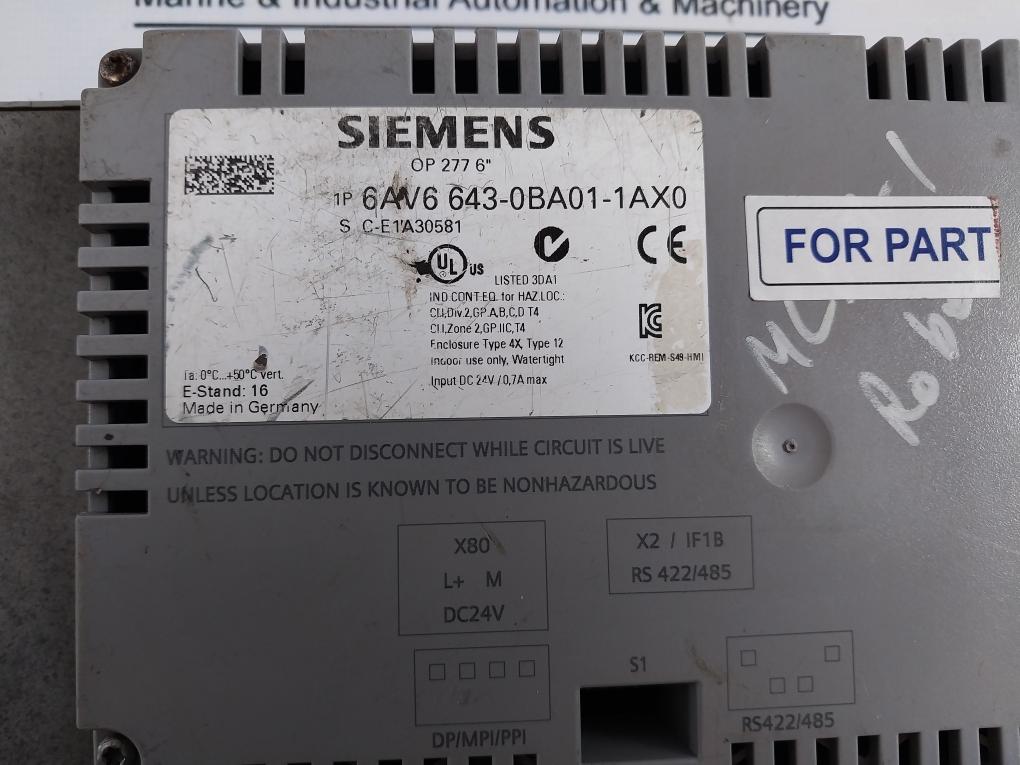 Marine & Industrial Automation & Machinery
SIEMENS
OP 277 6"
1P 6AV6 643-0BA01-1AX0
S C-E1A30581
UL US
LISTED 3DA1
CE
IND.CONT.EQ. for HAZ.LOC.:
CL.I,Div.2,GP.A,B,C,D T4
CL.I,Zone 2,GP.IIC,T4
Enclosure Type 4X, Type 12
Indoor use only, Watertight
Input DC 24V / 0,7A max
KCC-REM-S49-HMI
Ta: 0°C...+50°C vert.
E-Stand: 16
Made in Germany
FOR PART
WARNING: DO NOT DISCONNECT WHILE CIRCUIT IS LIVE
UNLESS LOCATION IS KNOWN TO BE NONHAZARDOUS
X80
L+ M
DC24V
X2 / IF1B
RS 422/485
S1
DP/MPI/PPI
RS422/485